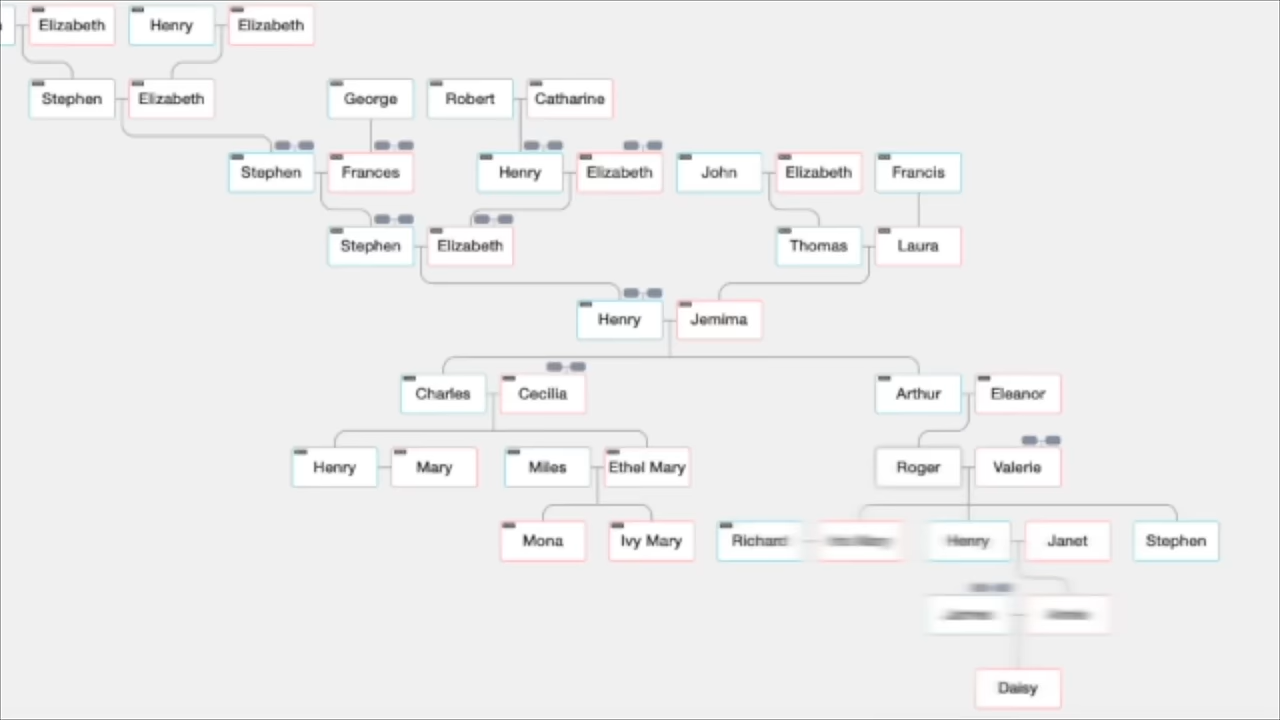 Elizabeth
Henry
Elizabeth
Stephen
Elizabeth
George
Robert
Catharine
Stephen
Frances
Henry
Elizabeth
John
Elizabeth
Francis
Stephen
Elizabeth
Thomas
Laura
Henry
Jemima
Charles
Cecilia
Arthur
Eleanor
Henry
Mary
Miles
Ethel Mary
Roger
Valerie
Mona
Ivy Mary
Richard
Henry
Janet
Stephen
Daisy